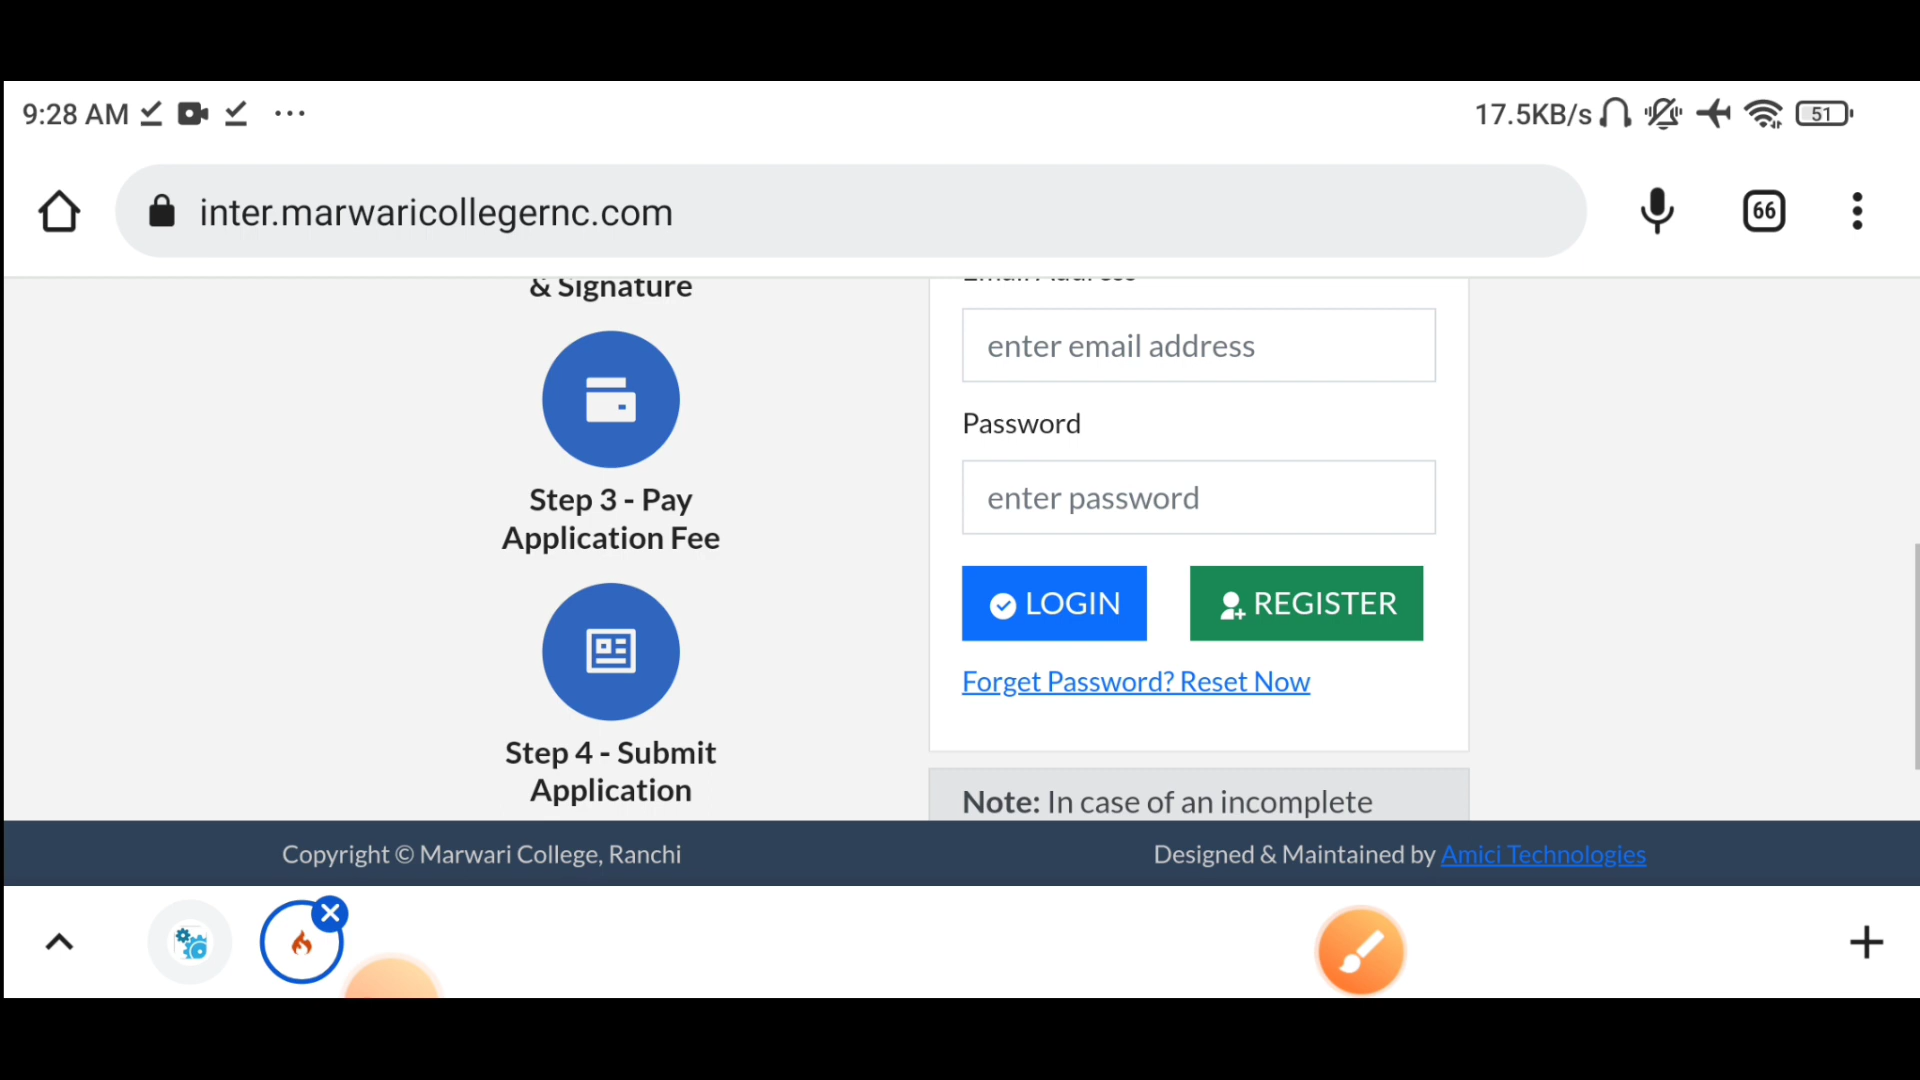 9:28 AM
17.5KB/s
51
inter.marwaricollegernc.com
66
& Signature
Email Address
enter email address
Password
enter password
Step 3 - Pay
Application Fee
LOGIN
REGISTER
Forget Password? Reset Now
Step 4 - Submit
Application
Note: In case of an incomplete
Copyright © Marwari College, Ranchi
Designed & Maintained by Amici Technologies